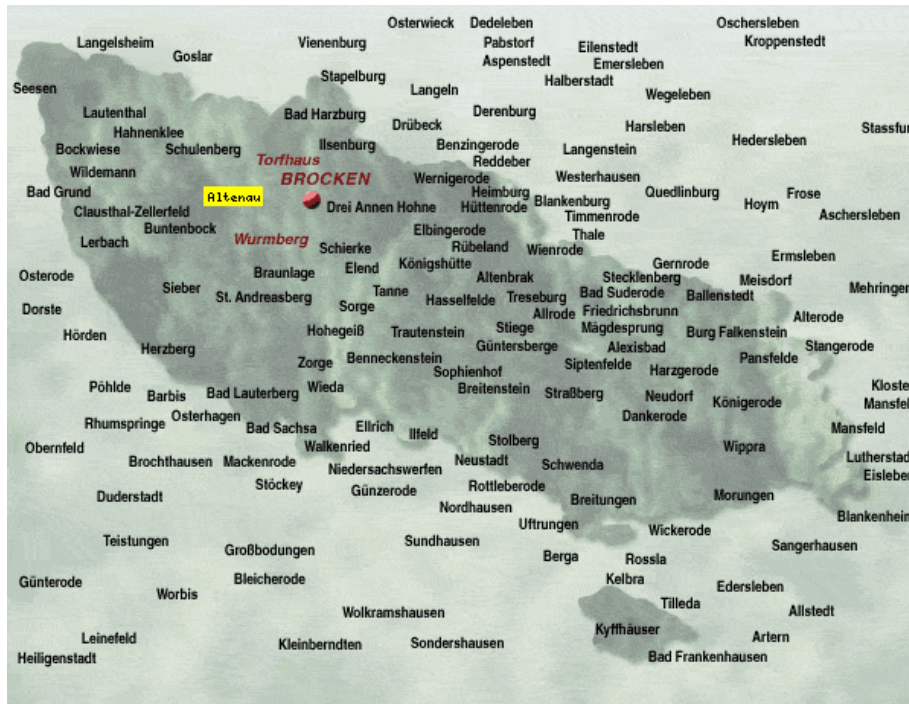 Osterwieck
Dedeleben
Oschersleben
Langelsheim
Vienenburg
Pabstorf
Eilenstedt
Kroppenstedt
Goslar
Aspenstedt
Emersleben
Stapelburg
Halberstadt
Seesen
Langeln
Wegeleben
Lautenthal
Bad Harzburg
Derenburg
Hahnenklee
Drübeck
Harsleben
Stassfur
Bockwiese
Schulenberg
Ilsenburg
Benzingerode
Langenstein
Hedersleben
Torfhaus
Reddeber
Wildemann
BROCKEN
Wernigerode
Westerhausen
Bad Grund
Altenau
Heimburg
Quedlinburg
Frose
Clausthal-Zellerfeld
Drei Annen Hohne
Hüttenrode
Blankenburg
Hoym
Timmenrode
Aschersleben
Buntenbock
Elbingerode
Thale
Lerbach
Wurmberg
Schierke
Rübeland
Wienrode
Ermsleben
Osterode
Braunlage
Elend
Königshütte
Gernrode
Sieber
Altenbrak
Stecklenberg
Meisdorf
Mehringer
St. Andreasberg
Tanne
Hasselfelde
Treseburg
Bad Suderode
Ballenstedt
Dorste
Sorge
Allrode
Friedrichsbrunn
Alterode
Hörden
Hohegeiß
Trautenstein
Stiege
Mägdesprung
Burg Falkenstein
Herzberg
Güntersberge
Alexisbad
Stangerode
Zorge
Benneckenstein
Siptenfelde
Pansfelde
Sophienhof
Harzgerode
Pöhlde
Barbis
Bad Lauterberg
Wieda
Breitenstein
Straßberg
Neudorf
Königerode
Kloste
Mansfel
Rhumspringe
Osterhagen
Dankerode
Bad Sachsa
Ellrich
Ilfeld
Mansfeld
Obernfeld
Walkenried
Stolberg
Wippra
Brochthausen
Mackenrode
Niedersachswerfen
Neustadt
Schwenda
Lutherstad
Eislebe
Stöckey
Günzerode
Rottleberode
Duderstadt
Nordhausen
Breitungen
Morungen
Uftrungen
Wickerode
Blankenheim
Teistungen
Großbodungen
Sundhausen
Berga
Rossla
Sangerhausen
Günterode
Bleicherode
Kelbra
Edersleben
Worbis
Wolkramshausen
Tilleda
Allstedt
Leinefeld
Kleinberndten
Sondershausen
Kyffhäuser
Artern
Heiligenstadt
Bad Frankenhausen